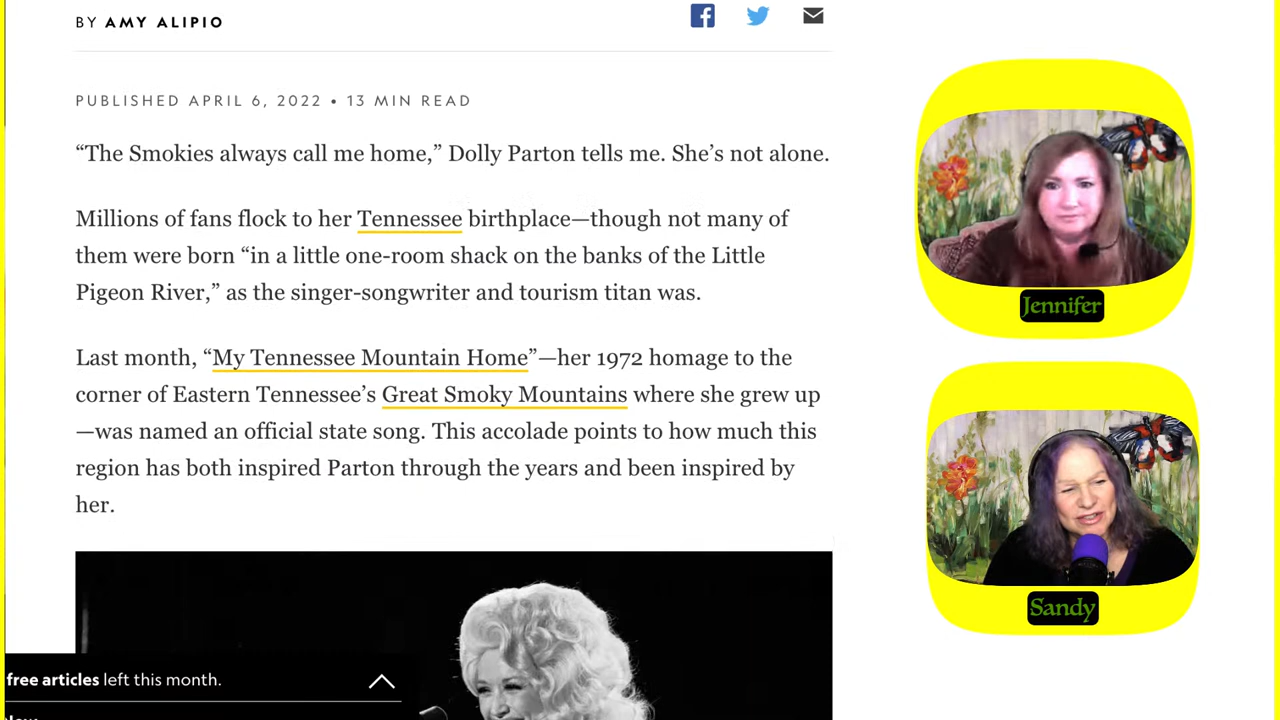 BY AMY ALIPIO
PUBLISHED APRIL 6, 2022 • 13 MIN READ
“The Smokies always call me home,” Dolly Parton tells me. She’s not alone.
Millions of fans flock to her Tennessee birthplace—though not many of
them were born “in a little one-room shack on the banks of the Little
Pigeon River,” as the singer-songwriter and tourism titan was.
Last month, “My Tennessee Mountain Home”—her 1972 homage to the
corner of Eastern Tennessee’s Great Smoky Mountains where she grew up
—was named an official state song. This accolade points to how much this
region has both inspired Parton through the years and been inspired by
her.
free articles left this month.
Jennifer
Sandy